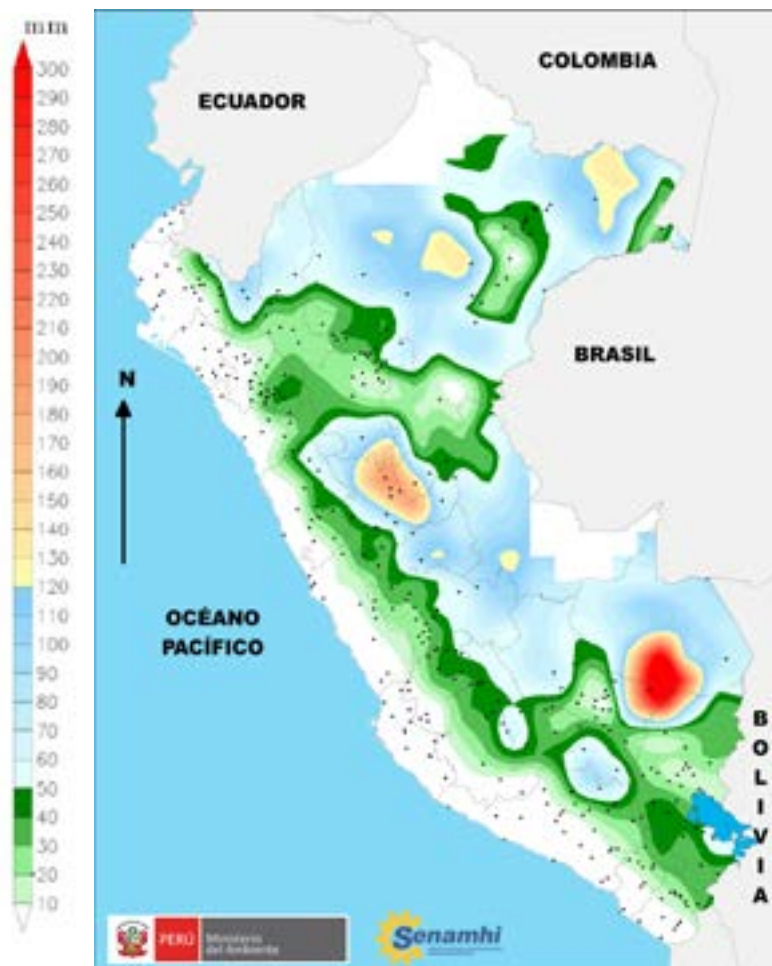 mm
300
290
280
270
260
250
240
230
220
210
200
190
180
170
160
150
140
130
120
110
100
90
80
70
60
50
40
30
20
10
COLOMBIA
ECUADOR
BRASIL
N
OCÉANO
PACÍFICO
B
O
L
I
V
I
A
PERÚ
Ministerio
del Ambiente
Senamhi